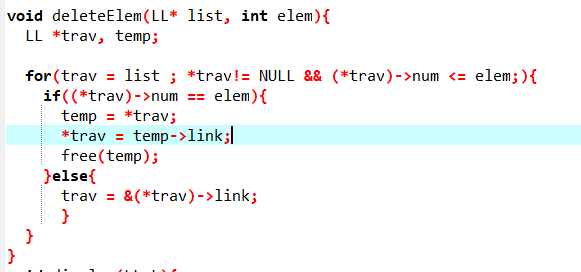 void deleteElem(LL* list, int elem){
  LL *trav, temp;

  for(trav = list ; *trav!= NULL && (*trav)->num <= elem;){
    if((*trav)->num == elem){
      temp = *trav;
      *trav = temp->link;
      free(temp);
    }else{
      trav = &(*trav)->link;
      }
  }
}